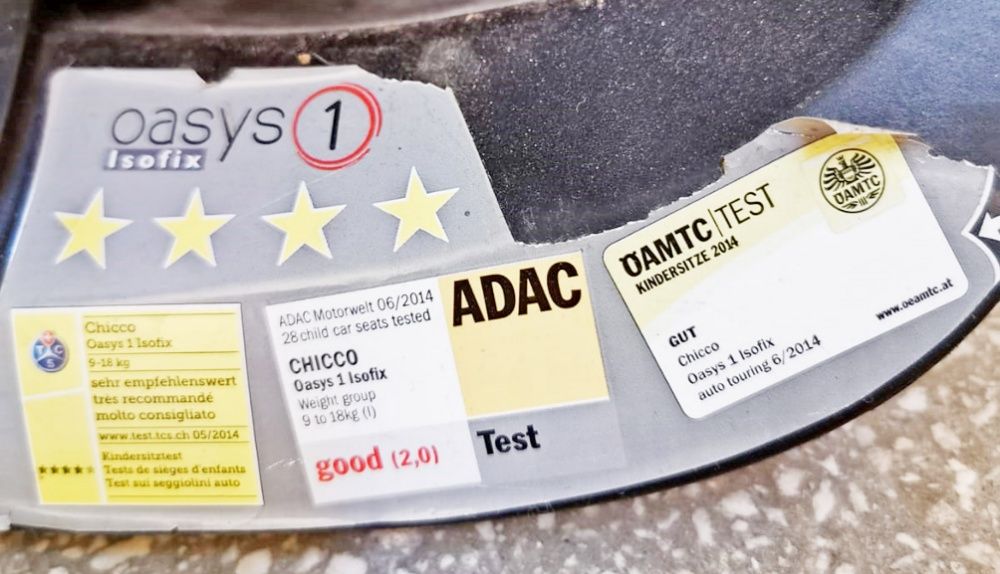 oasys 1
Isofix
TCS
Chicco
Oasys 1 Isofix
9-18 kg
sehr empfehlenswert
très recommandé
molto consigliato
www.test.tcs.ch 05/2014
Kindersitztest
Tests de sièges d'enfants
Test sui seggiolini auto
ADAC Motorwelt 06/2014
28 child car seats tested
CHICCO
Oasys 1 Isofix
Weight group
9 to 18kg (I)
good (2,0)
ADAC
Test
ÖAMTC|TEST
KINDERSITZE 2014
ÖAMTC
GUT
Chicco
Oasys 1 Isofix
auto touring 6/2014
www.oeamtc.at